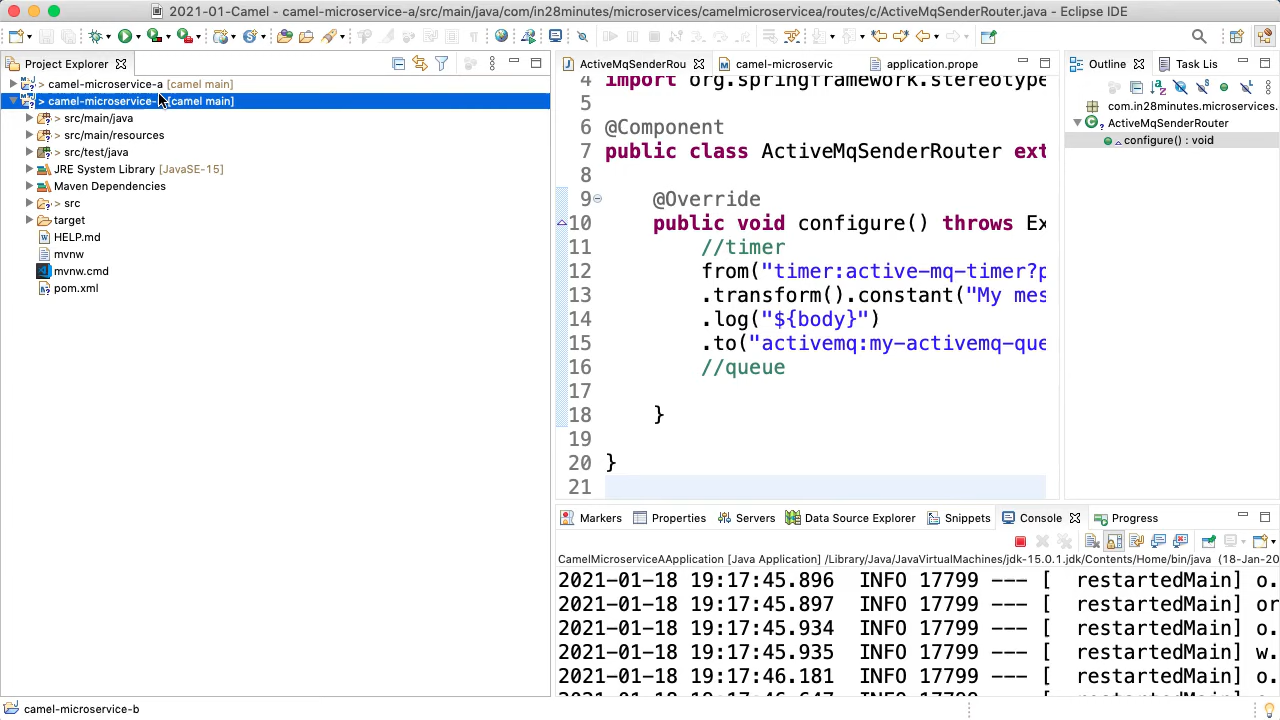 2021-01-Camel - camel-microservice-a/src/main/java/com/in28minutes/microservices/camelmicroservicea/routes/c/ActiveMqSenderRouter.java - Eclipse IDE
Project Explorer
> camel-microservice-a [camel main]
> camel-microservice- [camel main]
> src/main/java
> src/main/resources
> src/test/java
JRE System Library [JavaSE-15]
Maven Dependencies
> src
target
HELP.md
mvnw
mvnw.cmd
pom.xml
ActiveMqSenderRou
camel-microservic
application.prope
4 import org.springframework.stereotype
5
6 @Component
7 public class ActiveMqSenderRouter ext
8
9 @Override
10 public void configure() throws Ex
11 //timer
12 from("timer:active-mq-timer?p
13 .transform().constant("My mes
14 .log("${body}")
15 .to("activemq:my-activemq-que
16 //queue
17
18 }
19
20 }
21
Outline
Task Lis
com.in28minutes.microservices.
ActiveMqSenderRouter
configure() : void
Markers
Properties
Servers
Data Source Explorer
Snippets
Console
Progress
CamelMicroserviceAApplication [Java Application] /Library/Java/JavaVirtualMachines/jdk-15.0.1.jdk/Contents/Home/bin/java (18-Jan-20
2021-01-18 19:17:45.896 INFO 17799 --- [ restartedMain] o.
2021-01-18 19:17:45.897 INFO 17799 --- [ restartedMain] or
2021-01-18 19:17:45.934 INFO 17799 --- [ restartedMain] o.
2021-01-18 19:17:45.935 INFO 17799 --- [ restartedMain] w.
2021-01-18 19:17:46.181 INFO 17799 --- [ restartedMain] o.
camel-microservice-b